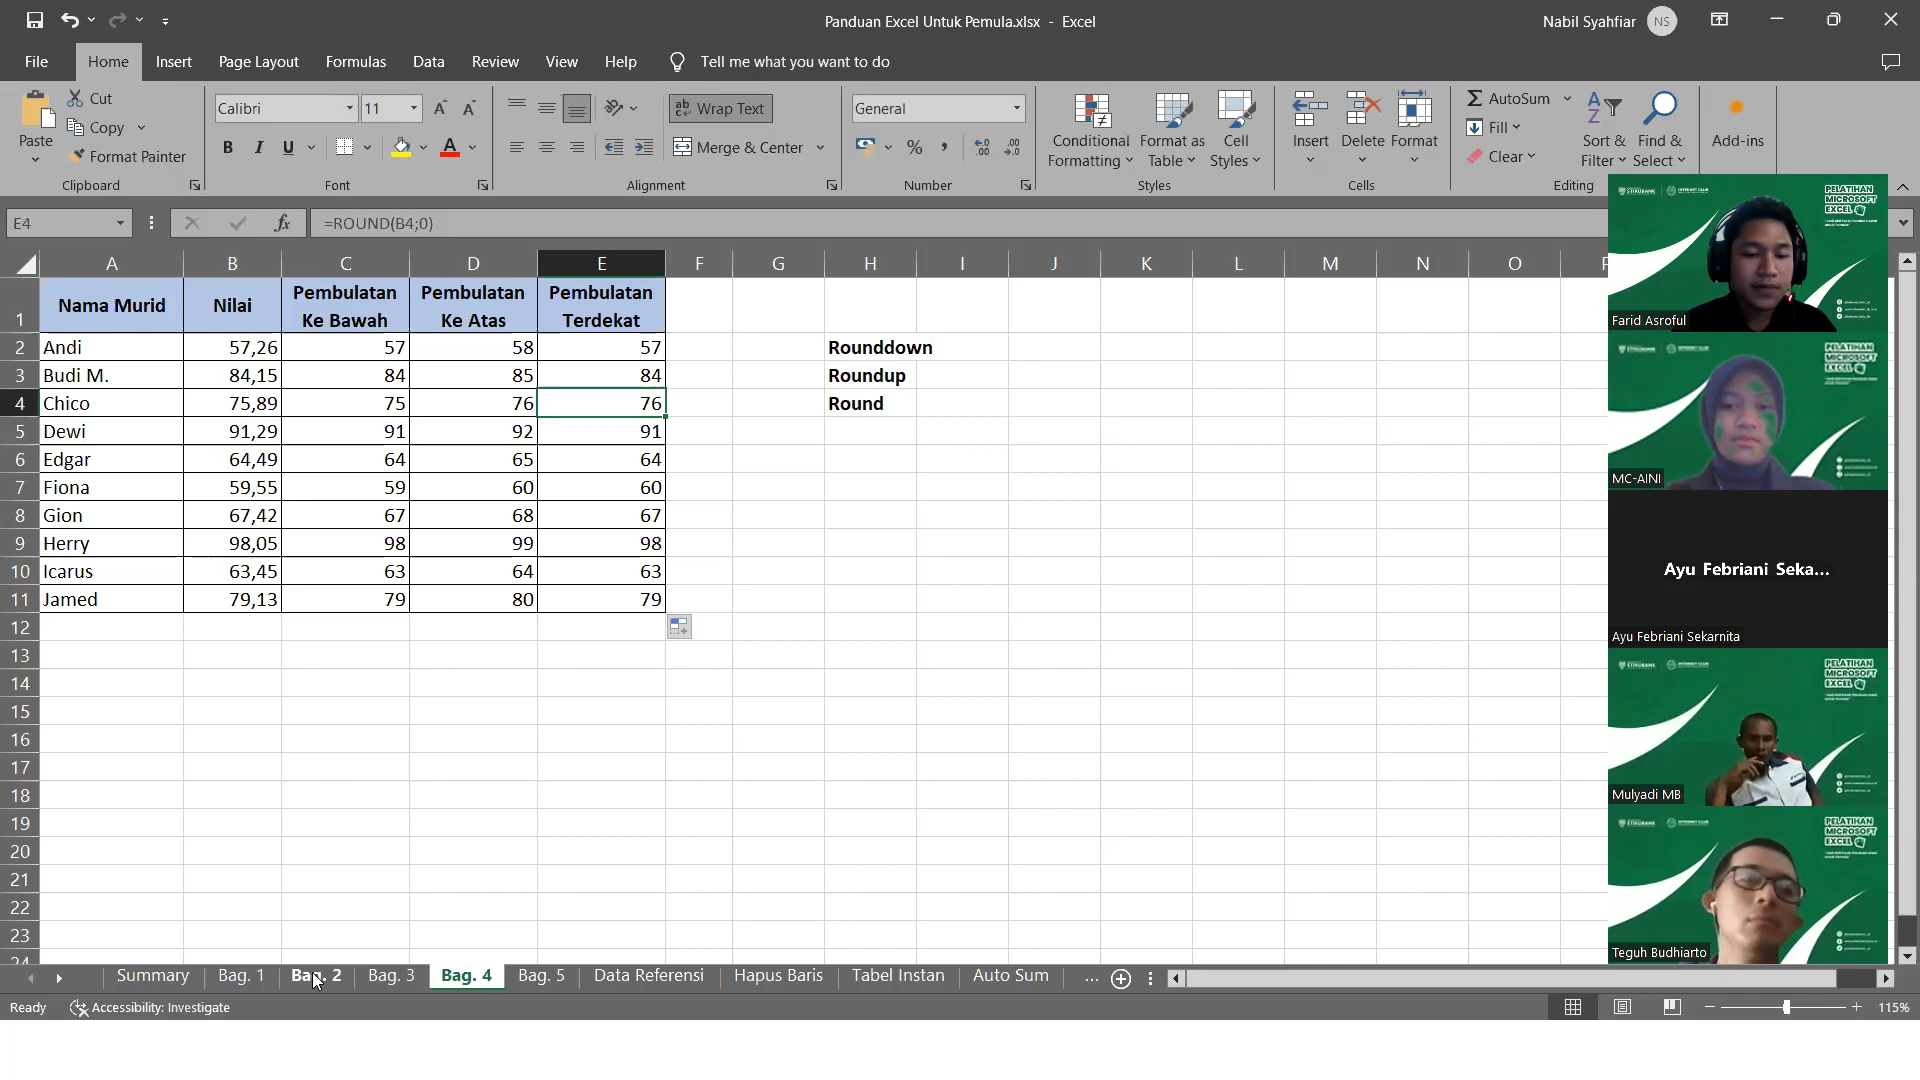 Panduan Excel Untuk Pemula.xlsx - Excel
Nabil Syahfiar NS
File Home Insert Page Layout Formulas Data Review View Help Tell me what you want to do
Cut
Copy
Format Painter
Paste
Clipboard
Calibri 11
B I U
Font
Wrap Text
Merge & Center
Alignment
General
Number
Conditional Formatting
Format as Table
Cell Styles
Styles
Insert Delete Format
Cells
AutoSum
Fill
Clear
Sort & Filter
Find & Select
Editing
Add-ins
E4 fx =ROUND(B4;0)
A B C D E F G H I J K L M N O
1 Nama Murid Nilai Pembulatan Ke Bawah Pembulatan Ke Atas Pembulatan Terdekat
2 Andi 57,26 57 58 57 Rounddown
3 Budi M. 84,15 84 85 84 Roundup
4 Chico 75,89 75 76 76 Round
5 Dewi 91,29 91 92 91
6 Edgar 64,49 64 65 64
7 Fiona 59,55 59 60 60
8 Gion 67,42 67 68 67
9 Herry 98,05 98 99 98
10 Icarus 63,45 63 64 63
11 Jamed 79,13 79 80 79
12
13
14
15
16
17
18
19
20
21
22
23
24
PELATIHAN
MICROSOFT
EXCEL
Farid Asroful
PELATIHAN
MICROSOFT
EXCEL
MC-AINI
Ayu Febriani Seka...
Ayu Febriani Sekarnita
PELATIHAN
MICROSOFT
EXCEL
Mulyadi MB
PELATIHAN
MICROSOFT
EXCEL
Teguh Budhiarto
Summary Bag. 1 Bag. 2 Bag. 3 Bag. 4 Bag. 5 Data Referensi Hapus Baris Tabel Instan Auto Sum ...
Ready Accessibility: Investigate 115%